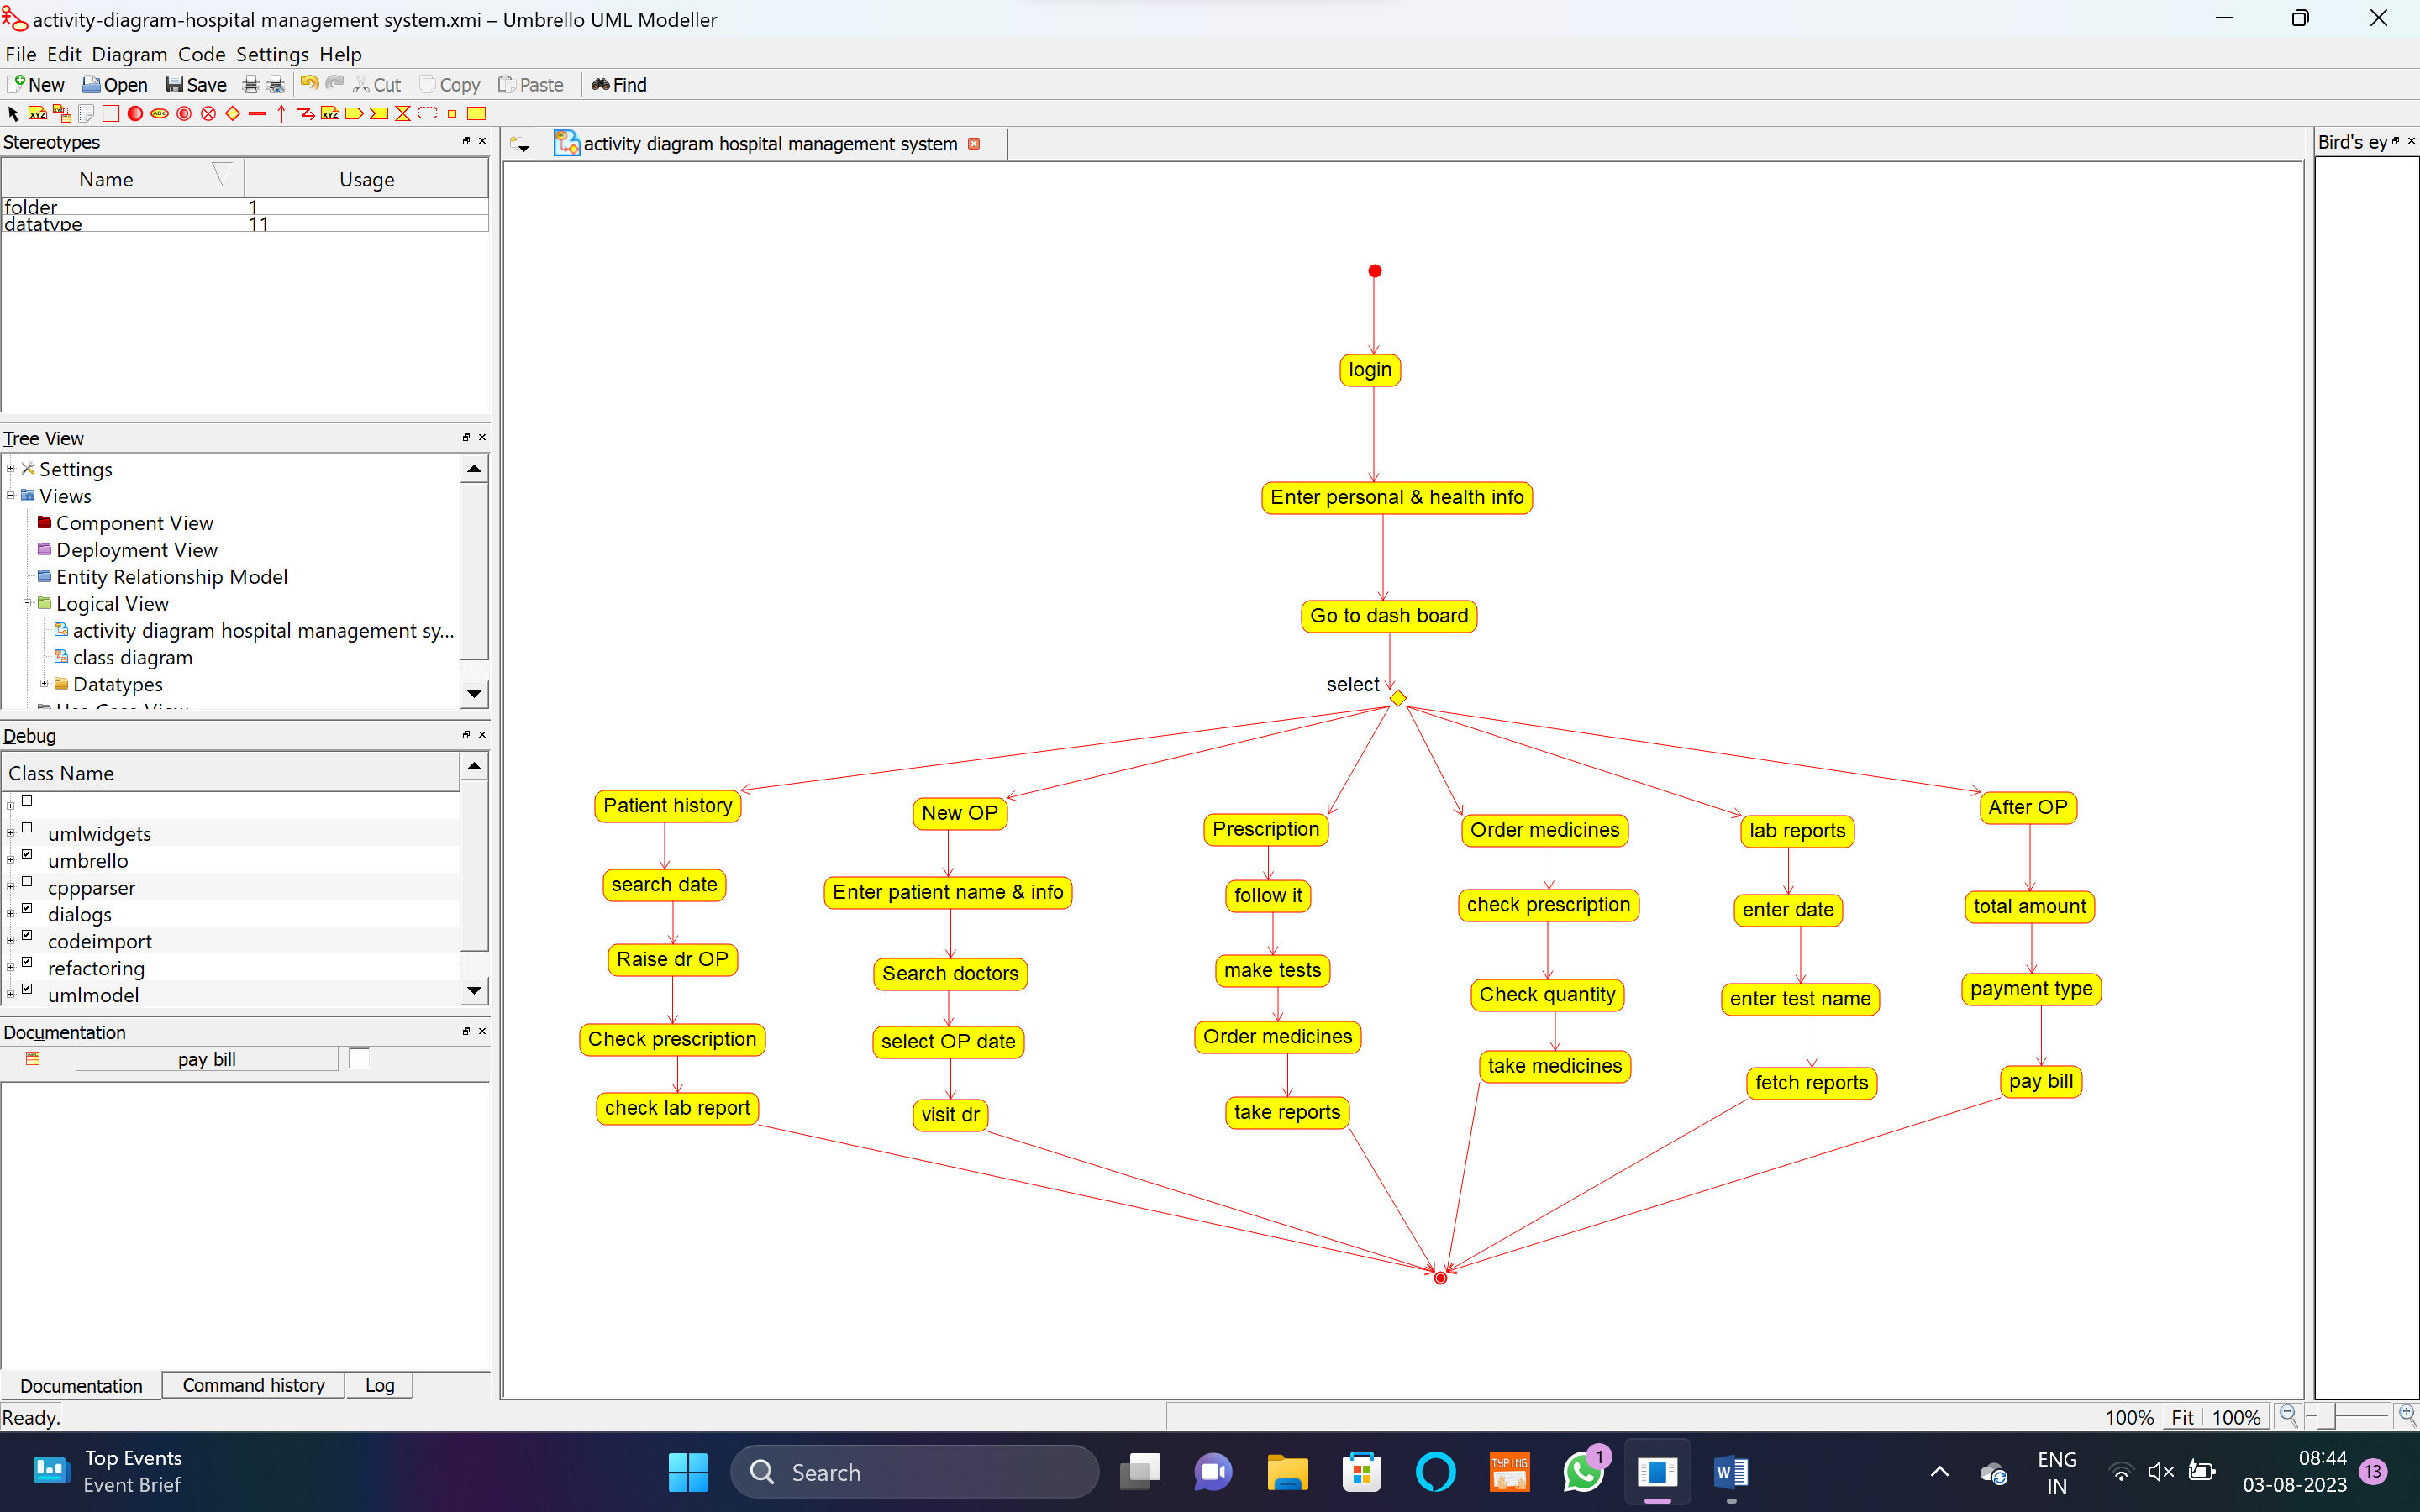 activity-diagram-hospital management system.xmi – Umbrello UML Modeller
File Edit Diagram Code Settings Help
New Open Save Cut Copy Paste Find
Stereotypes
Name Usage
folder 1
datatype 11
Tree View
Settings
Views
Component View
Deployment View
Entity Relationship Model
Logical View
activity diagram hospital management sy...
class diagram
Datatypes
Debug
Class Name
umlwidgets
umbrello
cppparser
dialogs
codeimport
refactoring
umlmodel
Documentation
pay bill
Documentation Command history Log
Ready.
activity diagram hospital management system
Bird's ey
login
Enter personal & health info
Go to dash board
select
Patient history
search date
Raise dr OP
Check prescription
check lab report
New OP
Enter patient name & info
Search doctors
select OP date
visit dr
Prescription
follow it
make tests
Order medicines
take reports
Order medicines
check prescription
Check quantity
take medicines
lab reports
enter date
enter test name
fetch reports
After OP
total amount
payment type
pay bill
100% Fit 100%
Top Events
Event Brief
Search
TYPING
1
W
ENG
IN
08:44
03-08-2023
13